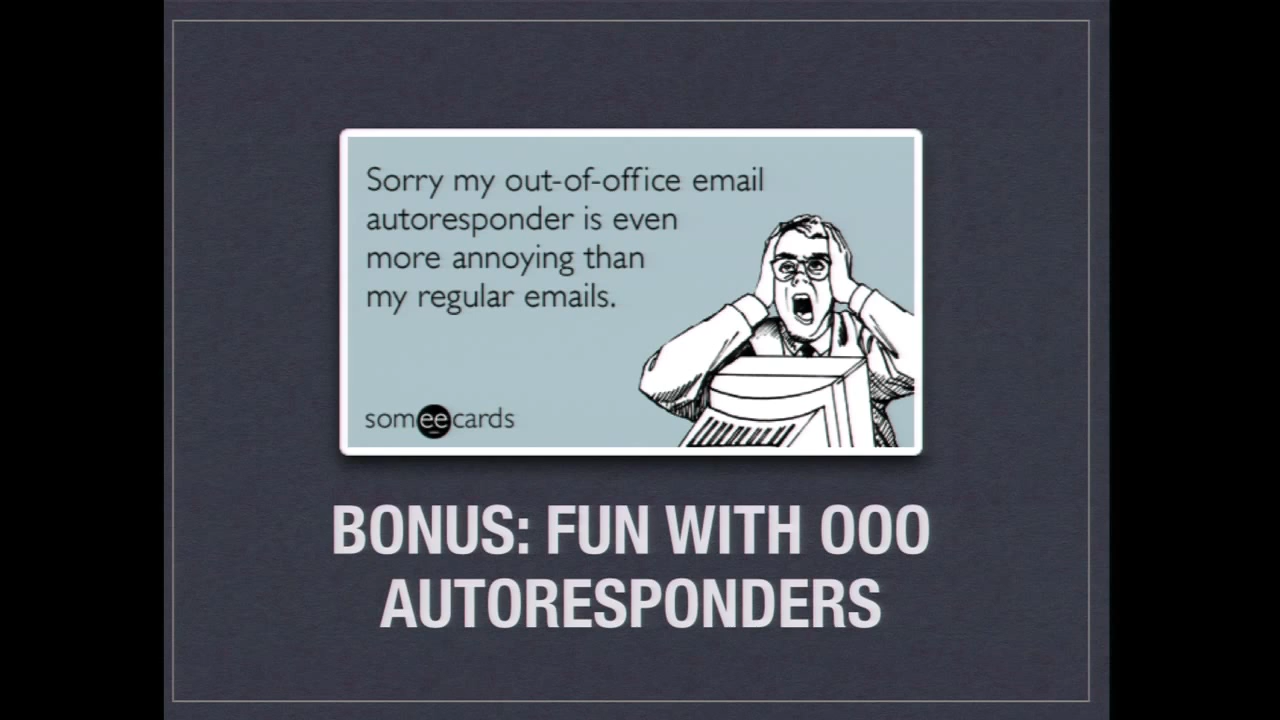 Sorry my out-of-office email
autoresponder is even
more annoying than
my regular emails.
someecards
BONUS: FUN WITH OOO
AUTORESPONDERS